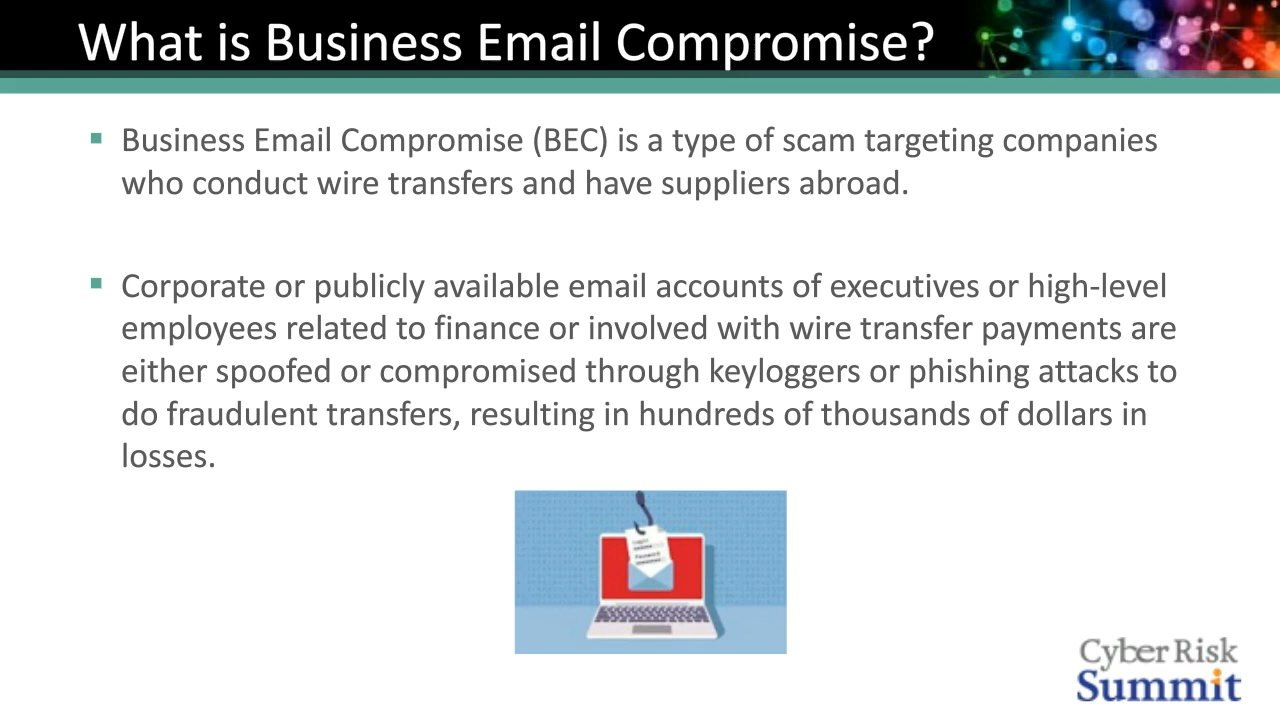 What is Business Email Compromise?
Business Email Compromise (BEC) is a type of scam targeting companies
who conduct wire transfers and have suppliers abroad.
Corporate or publicly available email accounts of executives or high-level
employees related to finance or involved with wire transfer payments are
either spoofed or compromised through keyloggers or phishing attacks to
do fraudulent transfers, resulting in hundreds of thousands of dollars in
losses.
Login
Password
Cyber Risk
Summit